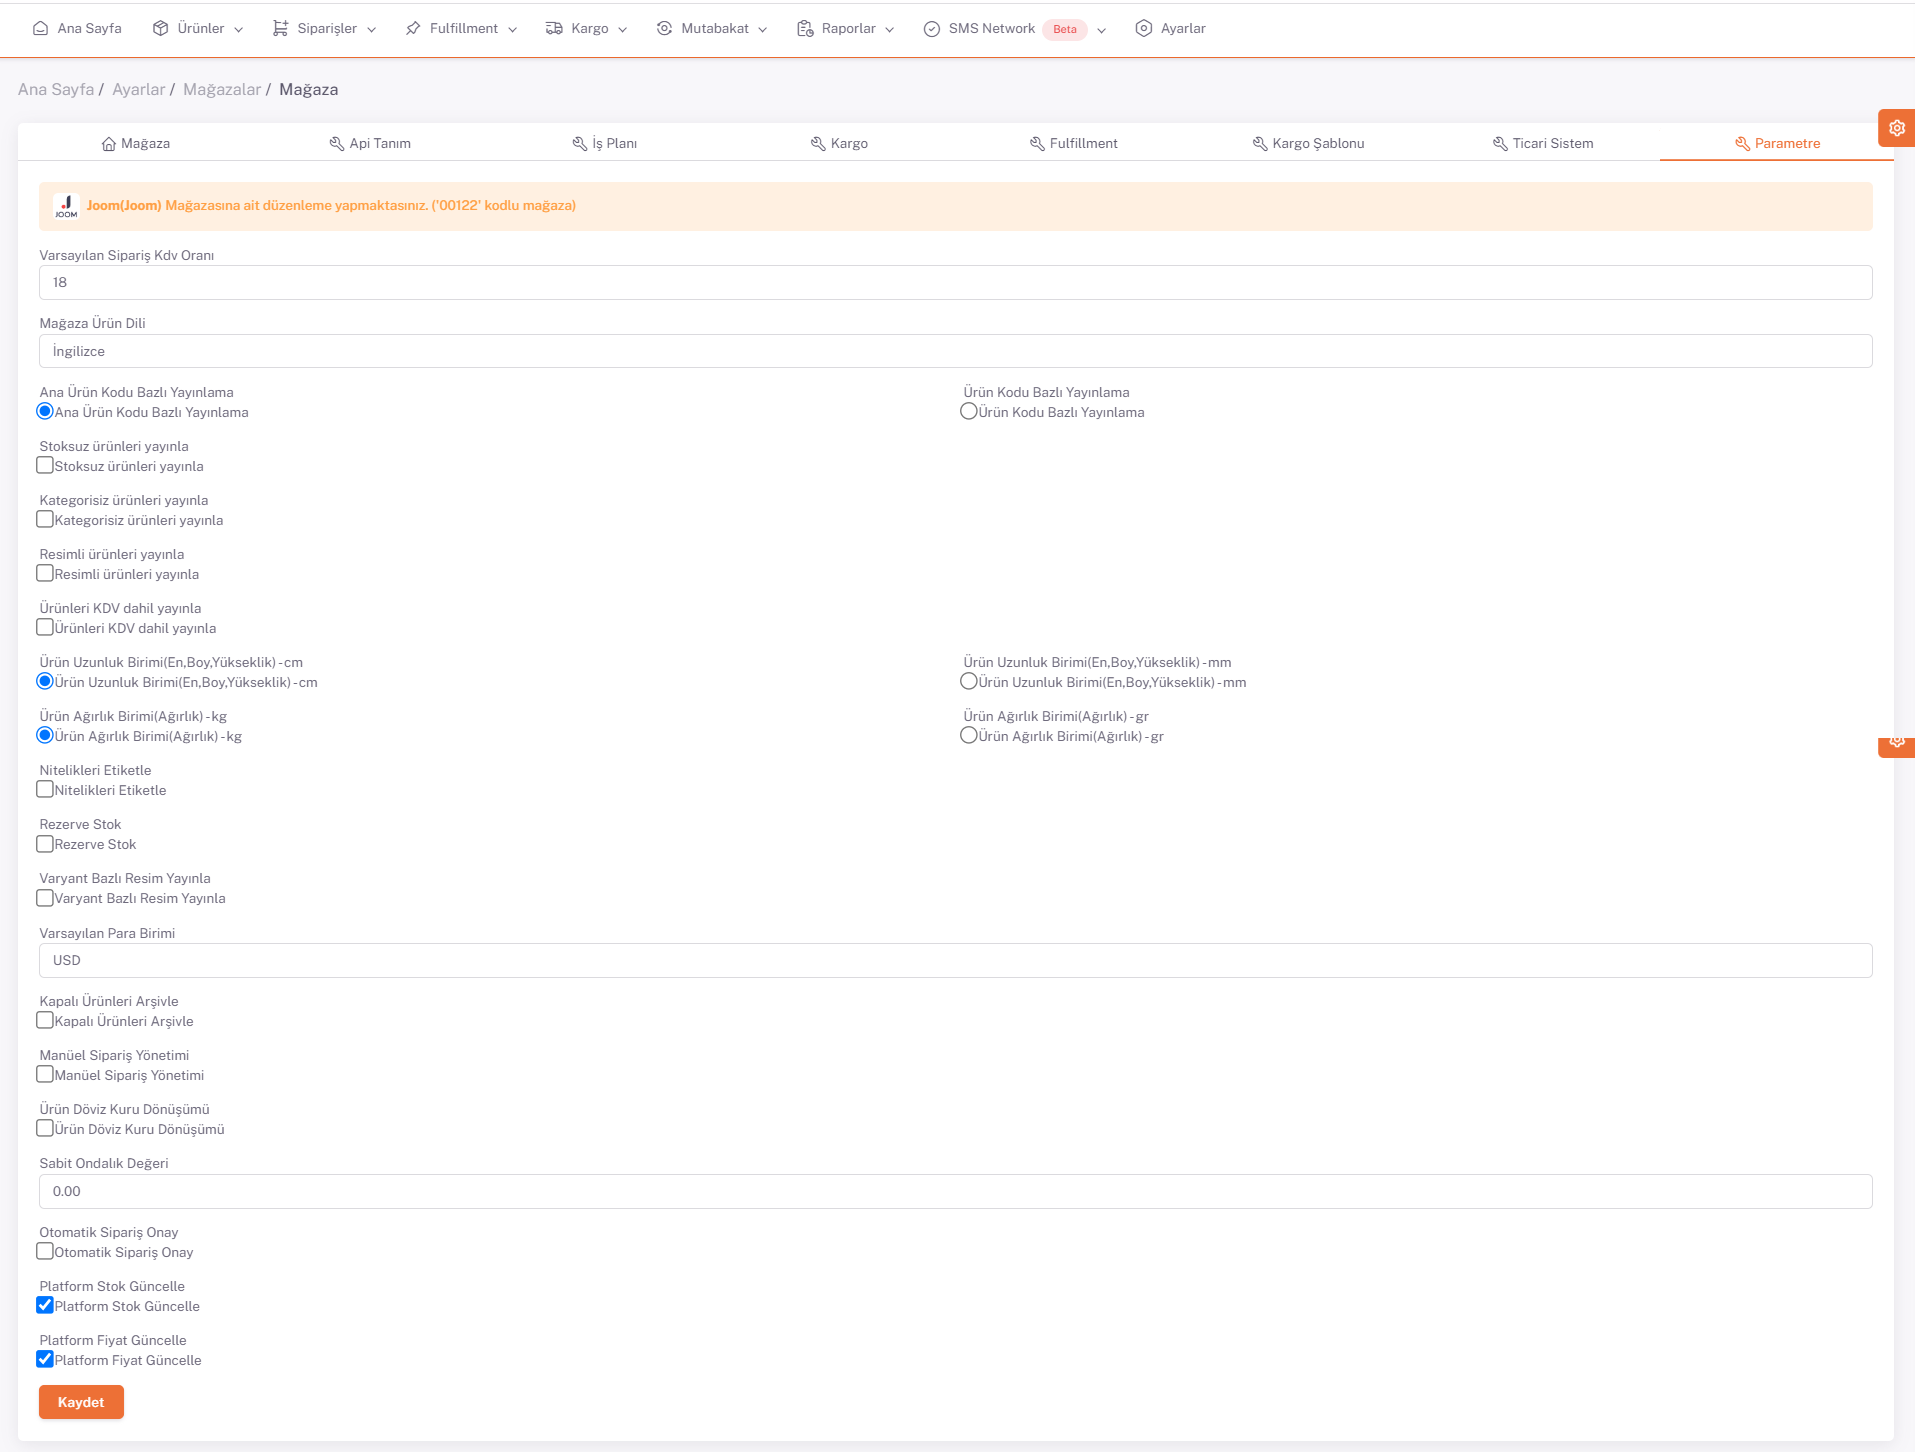 Ana Sayfa Ürünler Siparişler Fulfillment Kargo Mutabakat Raporlar SMS Network Beta Ayarlar
Ana Sayfa / Ayarlar / Mağazalar / Mağaza
Mağaza Api Tanım İş Planı Kargo Fulfillment Kargo Şablonu Ticari Sistem Parametre
JOOM Joom(Joom) Mağazasına ait düzenleme yapmaktasınız. ('00122' kodlu mağaza)
Varsayılan Sipariş Kdv Oranı
18
Mağaza Ürün Dili
İngilizce
Ana Ürün Kodu Bazlı Yayınlama Ürün Kodu Bazlı Yayınlama
Ana Ürün Kodu Bazlı Yayınlama Ürün Kodu Bazlı Yayınlama
Stoksuz ürünleri yayınla
Stoksuz ürünleri yayınla
Kategorisiz ürünleri yayınla
Kategorisiz ürünleri yayınla
Resimli ürünleri yayınla
Resimli ürünleri yayınla
Ürünleri KDV dahil yayınla
Ürünleri KDV dahil yayınla
Ürün Uzunluk Birimi(En,Boy,Yükseklik) - cm Ürün Uzunluk Birimi(En,Boy,Yükseklik) - mm
Ürün Uzunluk Birimi(En,Boy,Yükseklik) - cm Ürün Uzunluk Birimi(En,Boy,Yükseklik) - mm
Ürün Ağırlık Birimi(Ağırlık) - kg Ürün Ağırlık Birimi(Ağırlık) - gr
Ürün Ağırlık Birimi(Ağırlık) - kg Ürün Ağırlık Birimi(Ağırlık) - gr
Nitelikleri Etiketle
Nitelikleri Etiketle
Rezerve Stok
Rezerve Stok
Varyant Bazlı Resim Yayınla
Varyant Bazlı Resim Yayınla
Varsayılan Para Birimi
USD
Kapalı Ürünleri Arşivle
Kapalı Ürünleri Arşivle
Manüel Sipariş Yönetimi
Manüel Sipariş Yönetimi
Ürün Döviz Kuru Dönüşümü
Ürün Döviz Kuru Dönüşümü
Sabit Ondalık Değeri
0.00
Otomatik Sipariş Onay
Otomatik Sipariş Onay
Platform Stok Güncelle
Platform Stok Güncelle
Platform Fiyat Güncelle
Platform Fiyat Güncelle
Kaydet